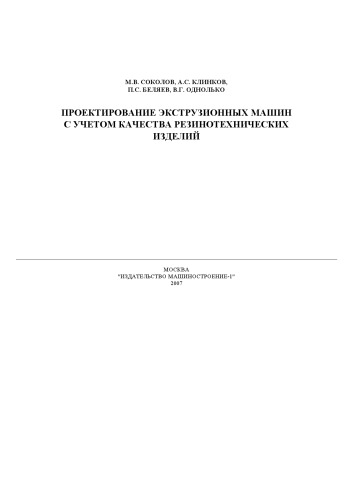 М.В. СОКОЛОВ, А.С. КЛИНКОВ,
П.С. БЕЛЯЕВ, В.Г. ОДНОЛЬКО
ПРОЕКТИРОВАНИЕ ЭКСТРУЗИОННЫХ МАШИН
С УЧЕТОМ КАЧЕСТВА РЕЗИНОТЕХНИЧЕСКИХ
ИЗДЕЛИЙ
МОСКВА
"ИЗДАТЕЛЬСТВО МАШИНОСТРОЕНИЕ-1"
2007